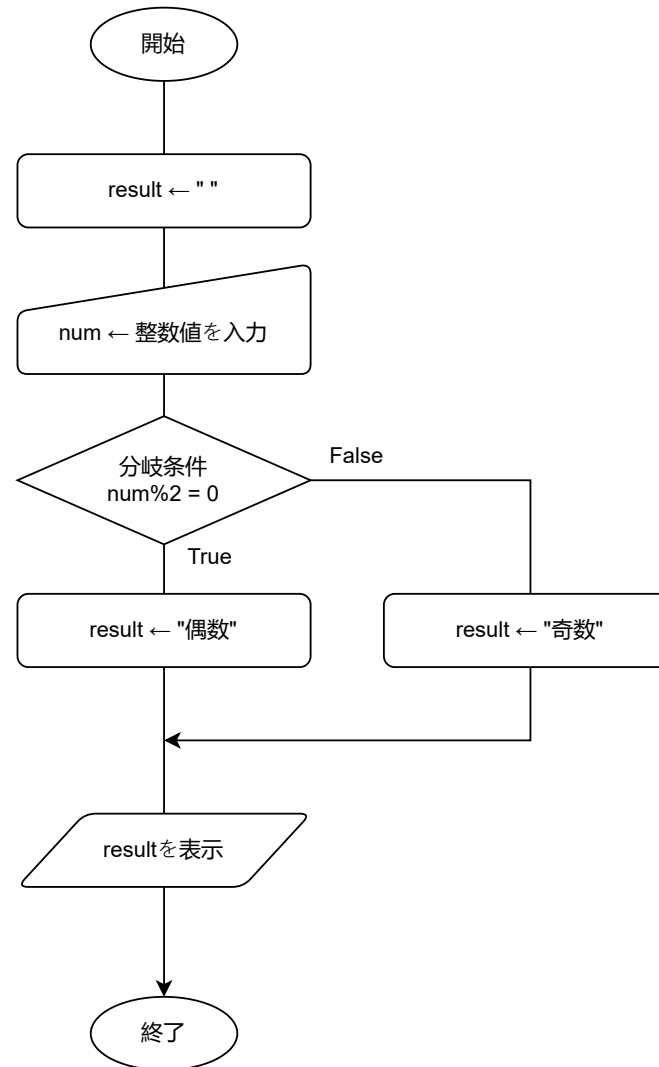 開始
result ← " "
num ← 整数値を入力
分岐条件
num%2 = 0
False
True
result ← "偶数"
result ← "奇数"
resultを表示
終了